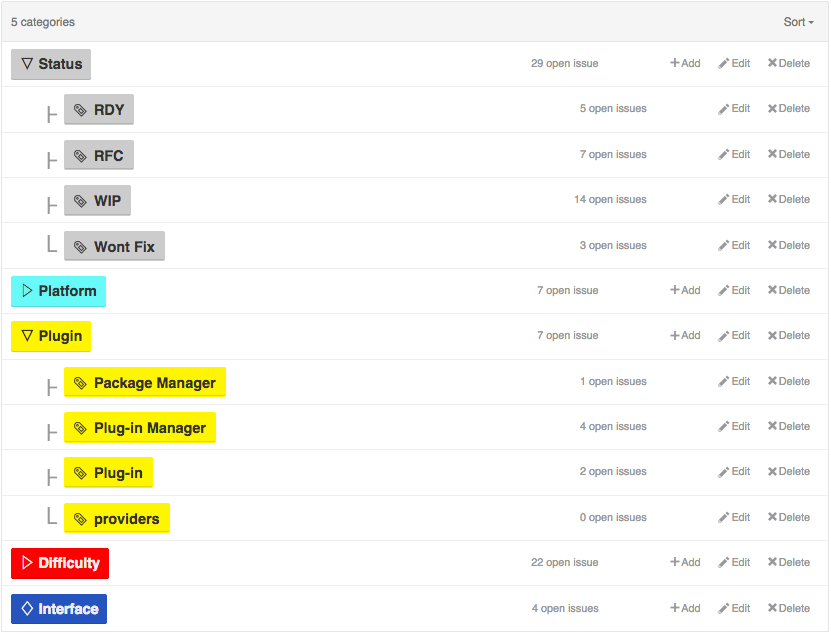 5 categories Sort
Status 29 open issue Add Edit Delete
RDY 5 open issues Edit Delete
RFC 7 open issues Edit Delete
WIP 14 open issues Edit Delete
Wont Fix 3 open issues Edit Delete
Platform 7 open issue Add Edit Delete
Plugin 7 open issue Add Edit Delete
Package Manager 1 open issues Edit Delete
Plug-in Manager 4 open issues Edit Delete
Plug-in 2 open issues Edit Delete
providers 0 open issues Edit Delete
Difficulty 22 open issue Add Edit Delete
Interface 4 open issues Add Edit Delete